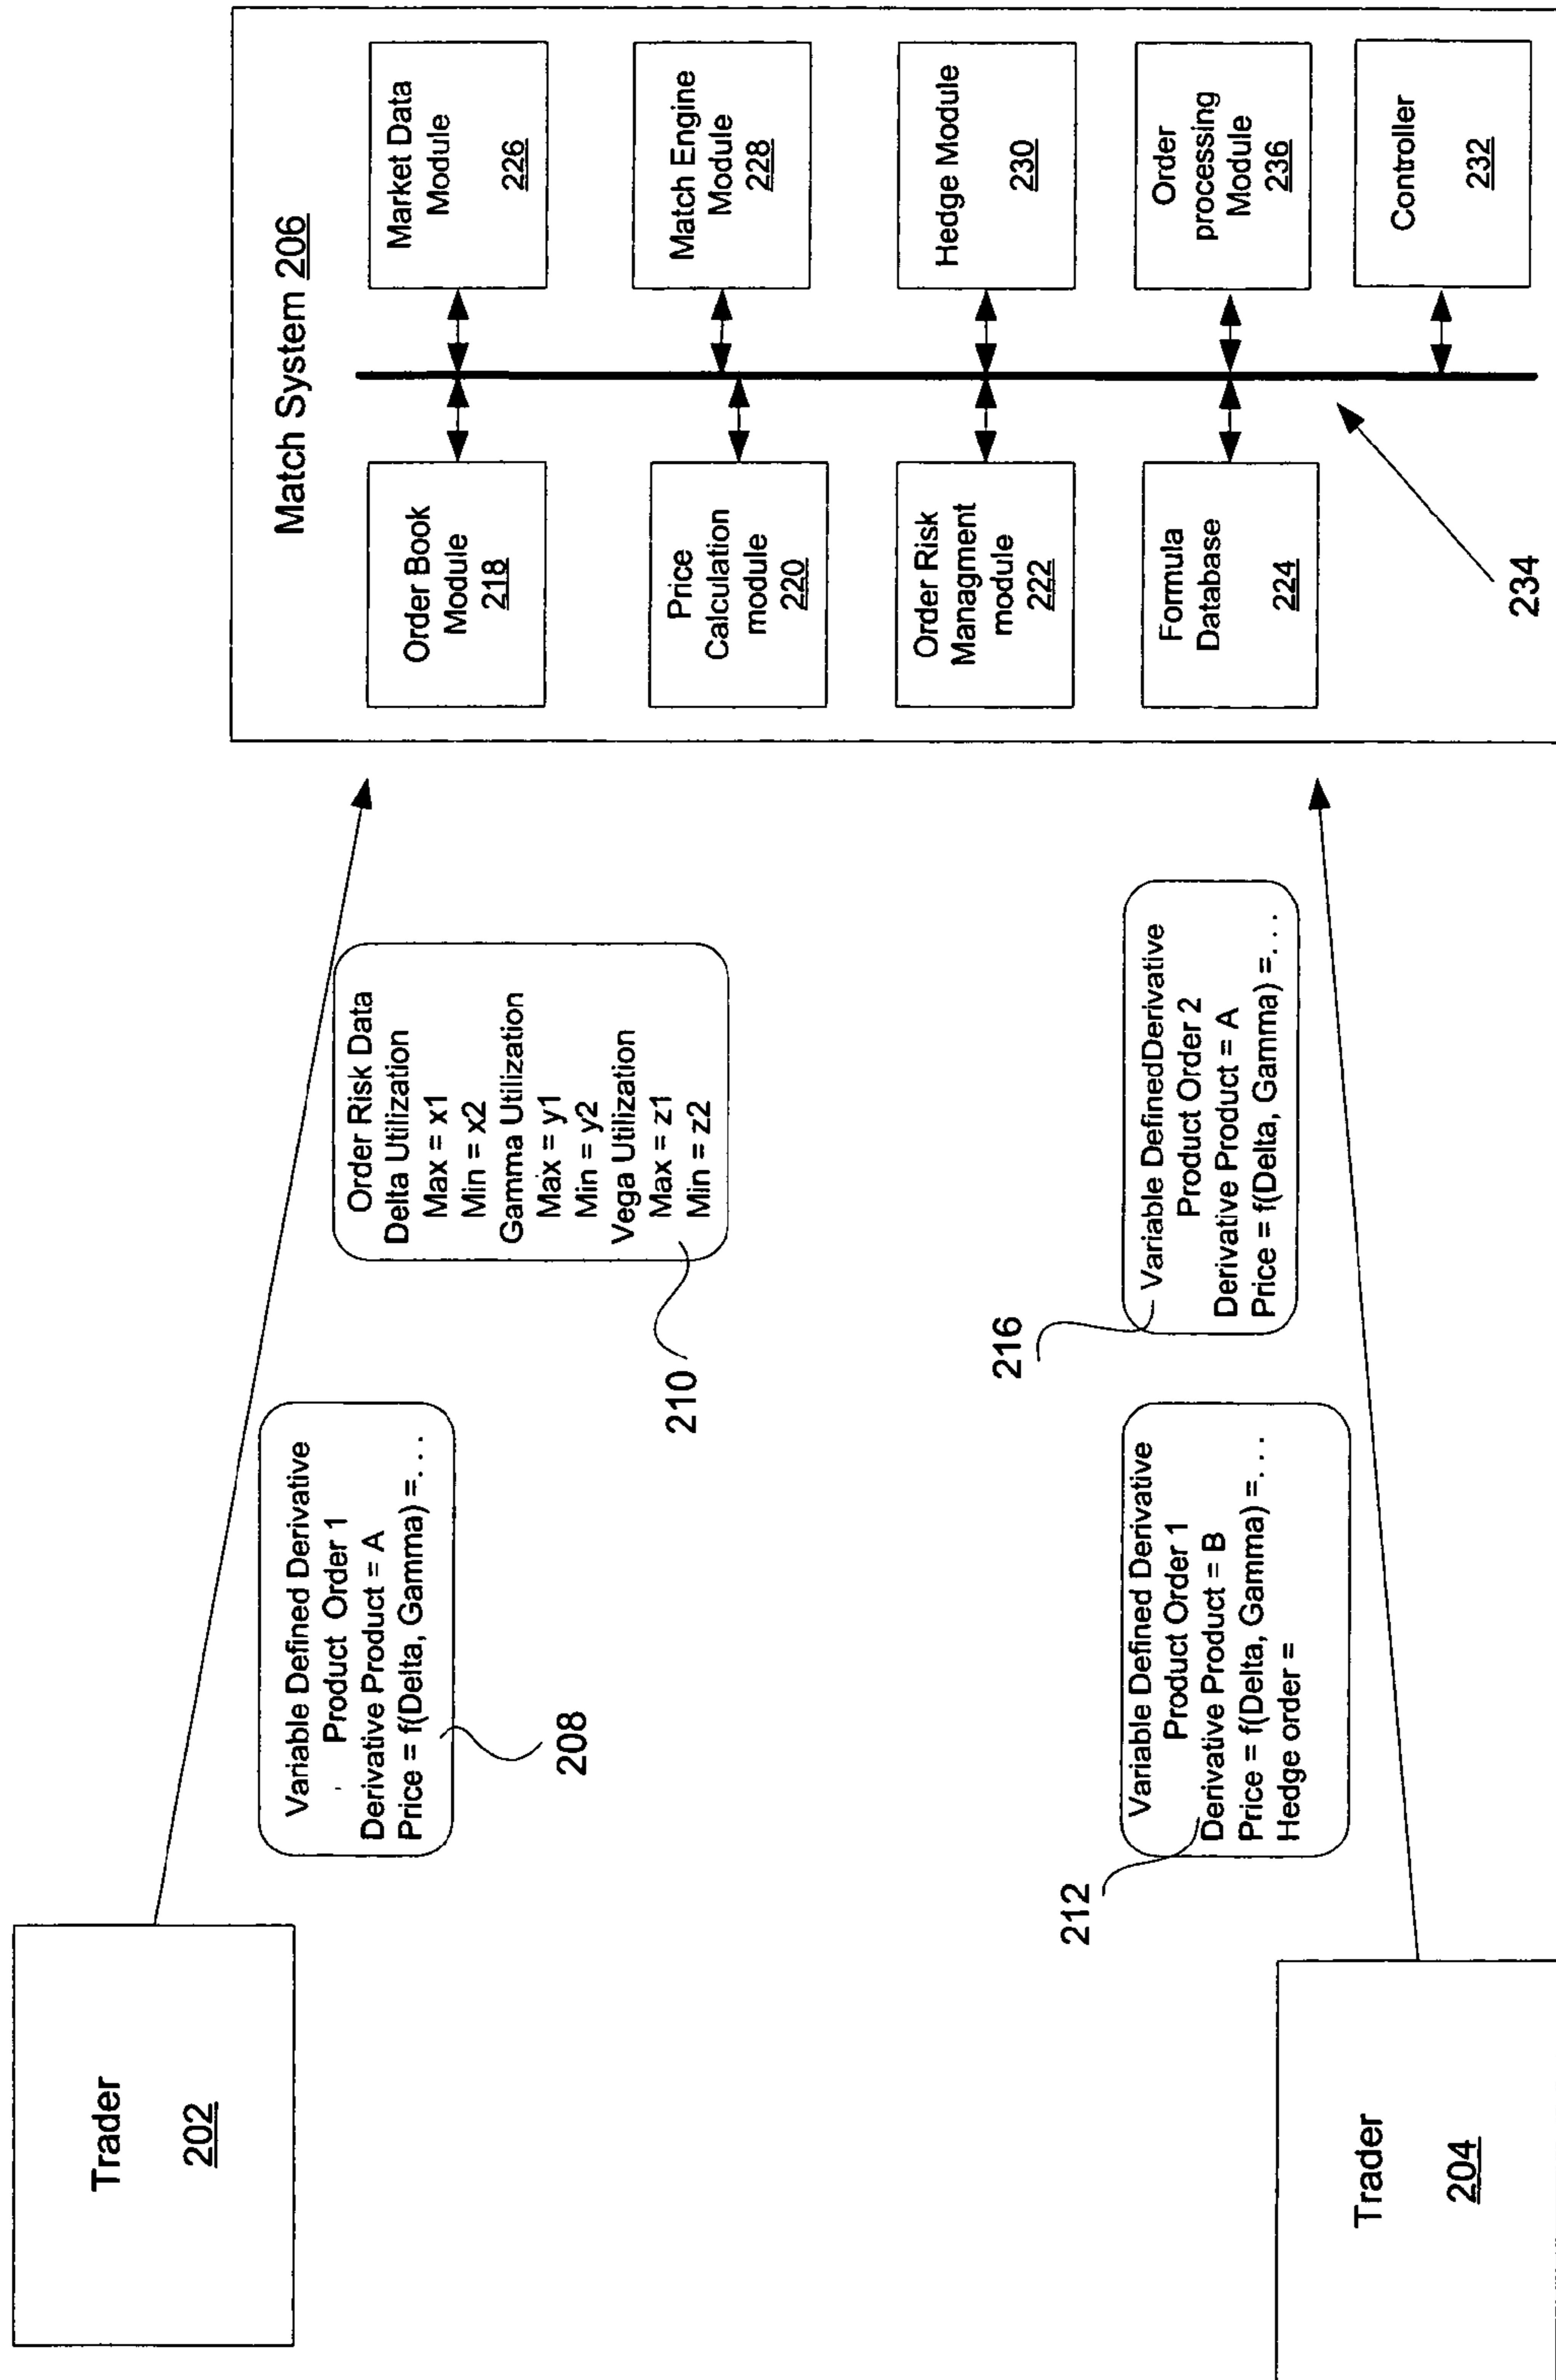 Trader
202
Variable Defined Derivative
Product Order 1
Derivative Product = A
Price = f(Delta, Gamma) =. . .
208
Order Risk Data
Delta Utilization
Max = x1
Min = x2
Gamma Utilization
Max = y1
Min = y2
Vega Utilization
Max = z1
Min = z2
210
Trader
204
212
Variable Defined Derivative
Product Order 1
Derivative Product = B
Price = f(Delta, Gamma) =. . .
Hedge order =
216
Variable DefinedDerivative
Product Order 2
Derivative Product = A
Price = f(Delta, Gamma) =. . .
Match System 206
Order Book
Module
218
Price
Calculation
module
220
Order Risk
Managment
module
222
Formula
Database
224
Market Data
Module
226
Match Engine
Module
228
Hedge Module
230
Order
processing
Module
236
Controller
232
234